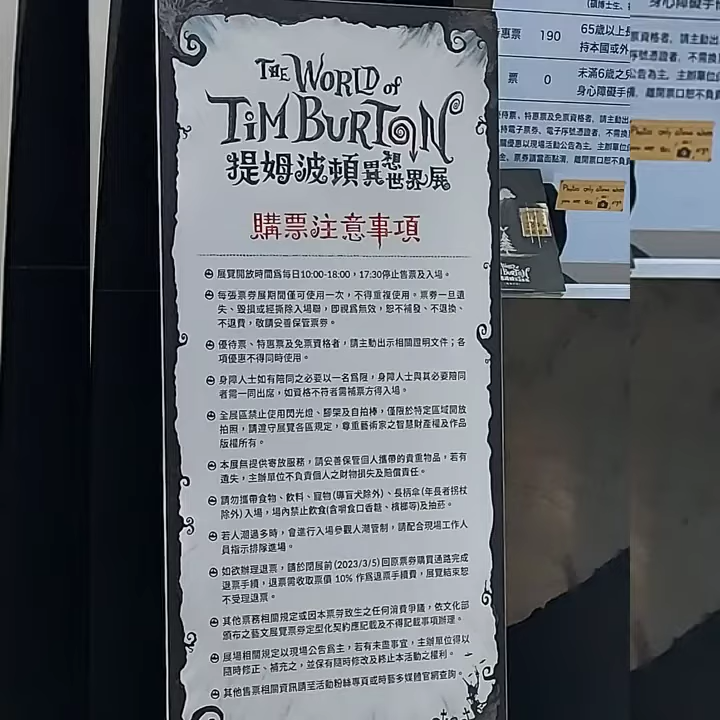 THE WORLD of
TIM BURTON
提姆波頓異想世界展
購票注意事項
展覽開放時間為每日10:00-18:00，17:30停止售票及入場。
每張票券展期間僅可使用一次，不得重複使用。票券一旦遺
失、毀損或經撕除入場聯，即視為無效，恕不補發、不退換、
不退費，敬請妥善保管票券。
優待票、特惠票及免票資格者，請主動出示相關證明文件；各
項優惠不得同時使用。
身障人士如有陪同之必要以一名為限，身障人士與其必要陪同
者需一同出席，如資格不符者需補票方得入場。
全展區禁止使用閃光燈、腳架及自拍棒，僅限於特定區域開放
拍照，請遵守展覽各區規定，尊重藝術家之智慧財產權及作品
版權所有。
本展無提供寄放服務，請妥善保管個人攜帶的貴重物品，若有
遺失，主辦單位不負責個人之財物損失及賠償責任。
請勿攜帶食物、飲料、寵物(導盲犬除外)、長柄傘(年長者拐杖
除外)入場，場內禁止飲食(含嚼食口香糖、檳榔等)及抽菸。
若人潮過多時，會進行入場參觀人潮管制，請配合現場工作人
員指示排隊進場。
如欲辦理退票，請於閉展前(2023/3/5)回原票券購買通路完成
退票手續，退票需收取票價 10% 作為退票手續費，展覽結束恕
不受理退票。
其他票務相關規定或因本票券致生之任何消費爭議，依文化部
頒布之藝文展覽票券定型化契約應記載及不得記載事項辦理。
展場相關規定以現場公告為主，若有未盡事宜，主辦單位得以
隨時修正、補充之，並保有隨時修改及終止本活動之權利。
其他售票相關資訊請至活動粉絲專頁或時藝多媒體官網查詢。
惠票 190 65歲以上
持本國或外
票 0 未滿6歲之
身心障礙手
Photos only allowed when
you see this sign